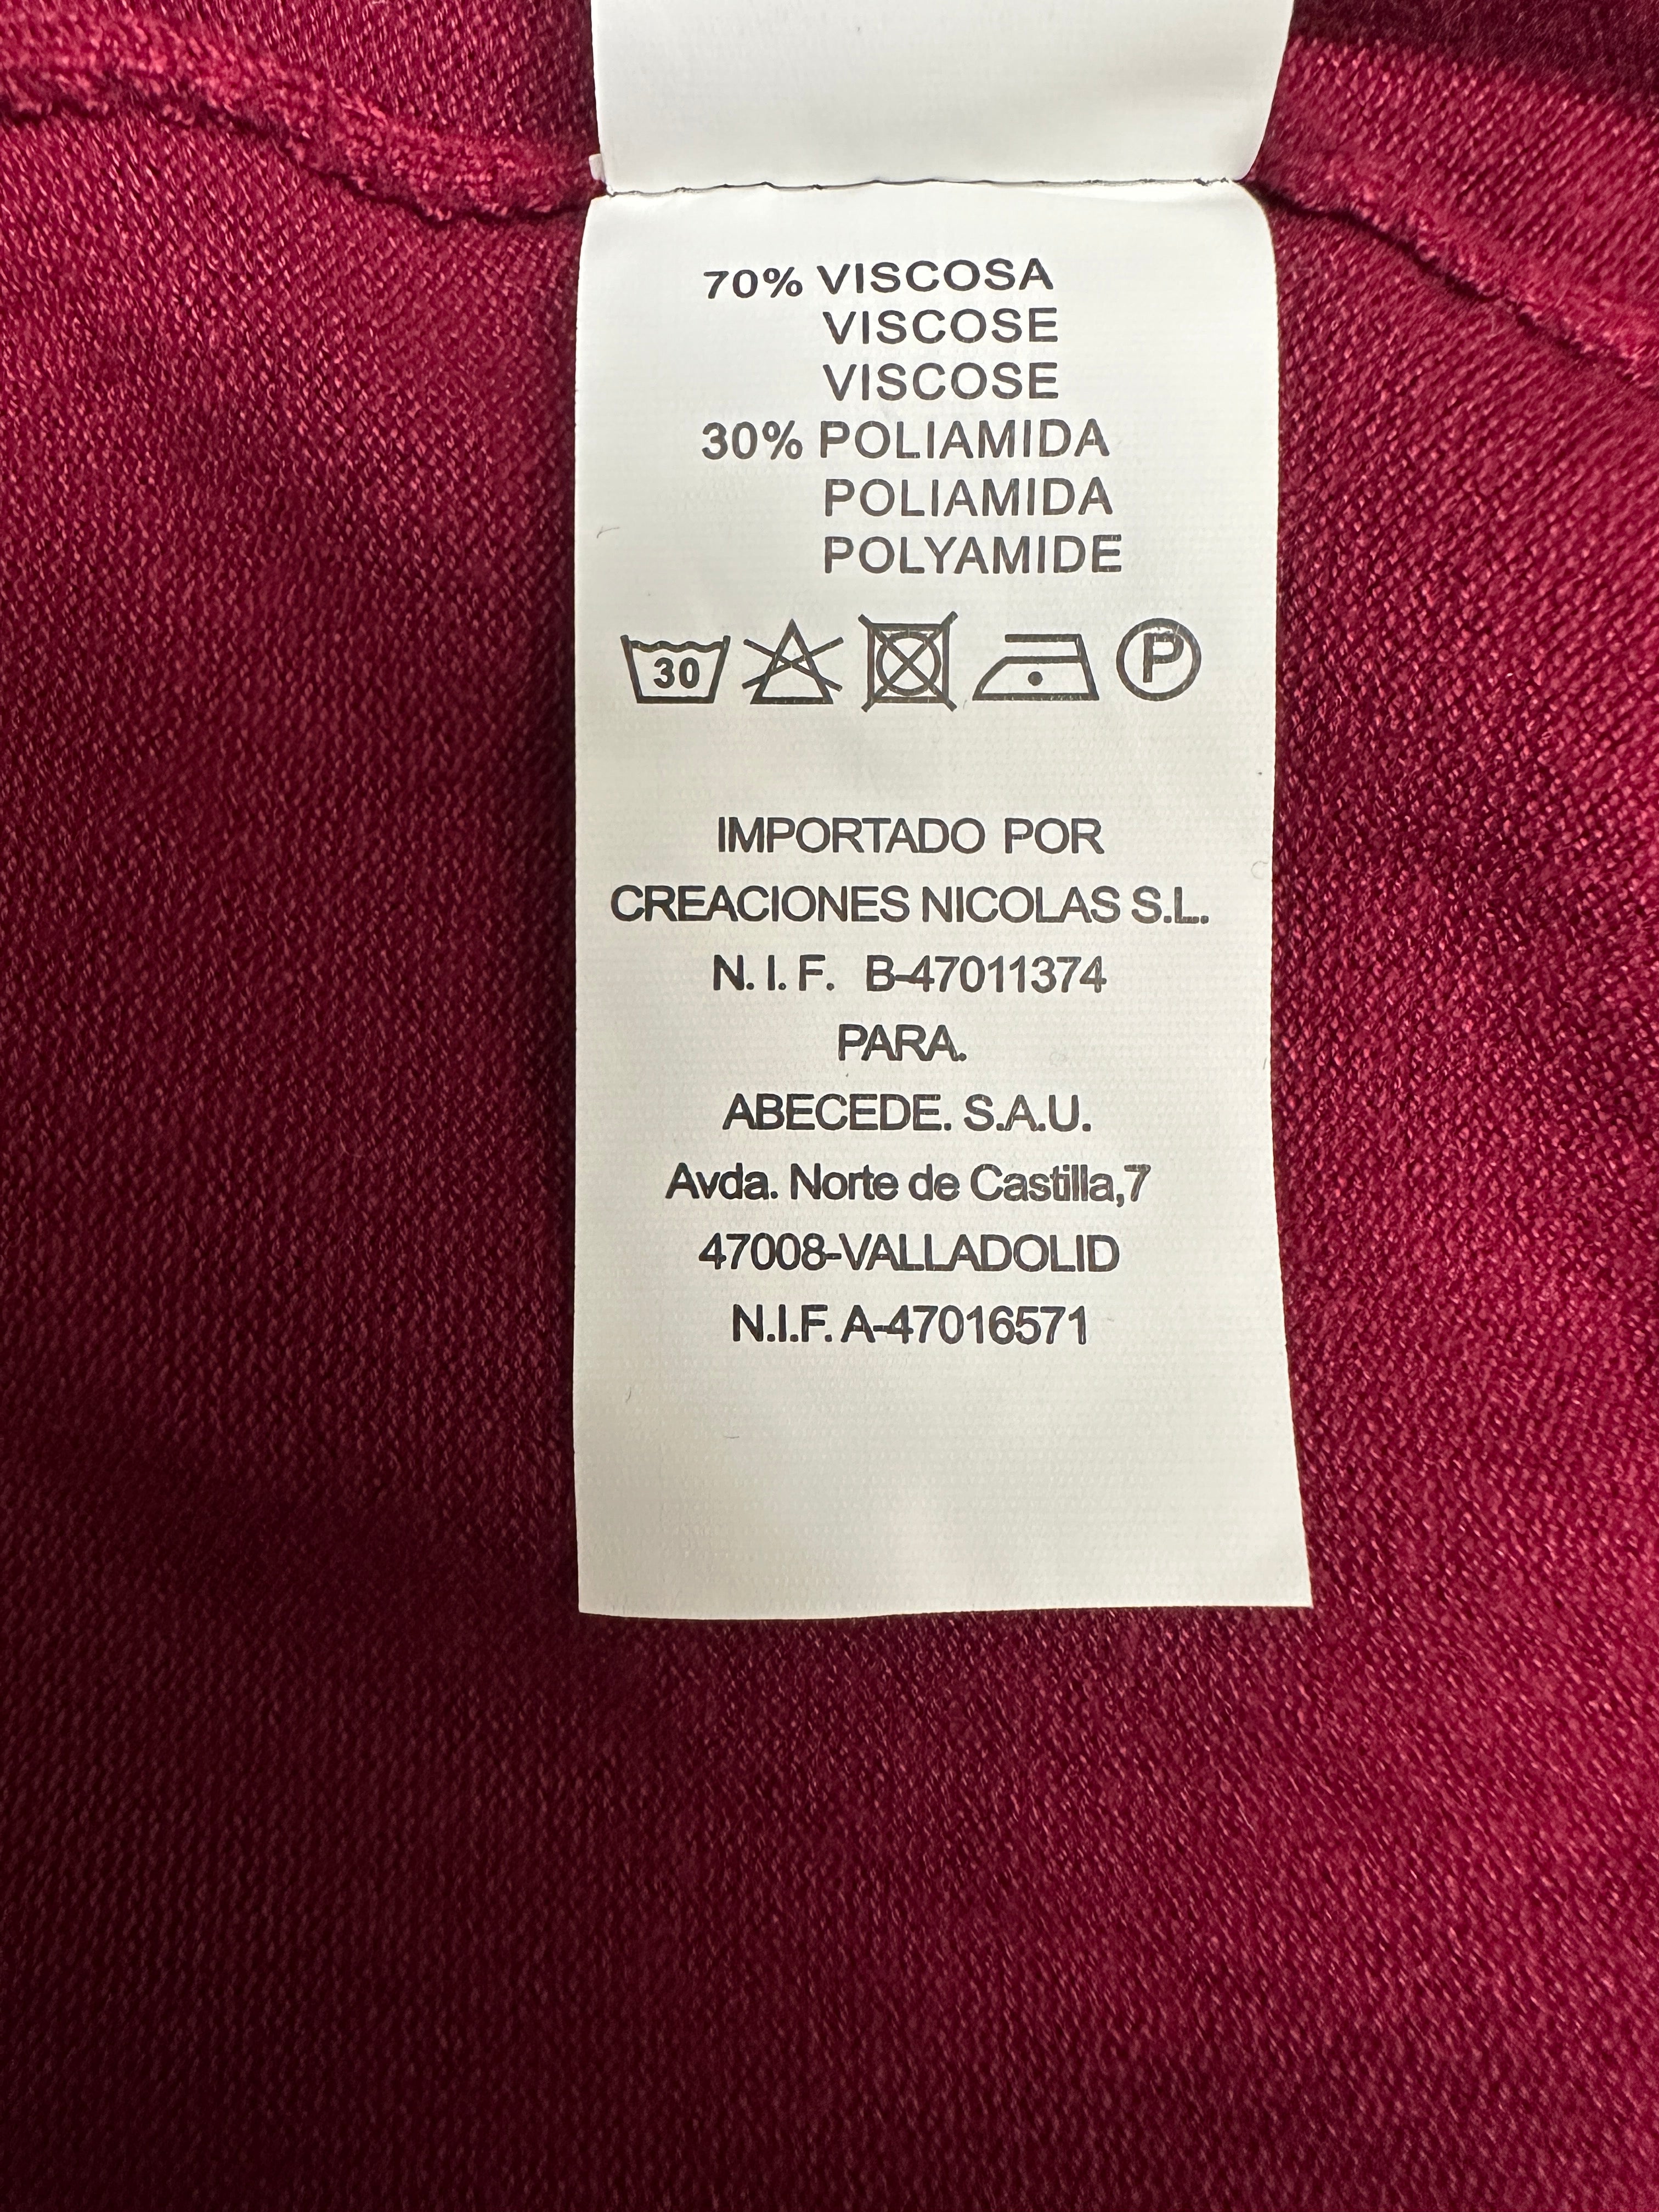 70% VISCOSA
VISCOSE
VISCOSE
30% POLIAMIDA
POLIAMIDA
POLYAMIDE
30 P
IMPORTADO POR
CREACIONES NICOLAS S.L.
N. I. F. B-47011374
PARA.
ABECEDE. S.A.U.
Avda. Norte de Castilla,7
47008-VALLADOLID
N.I.F. A-47016571